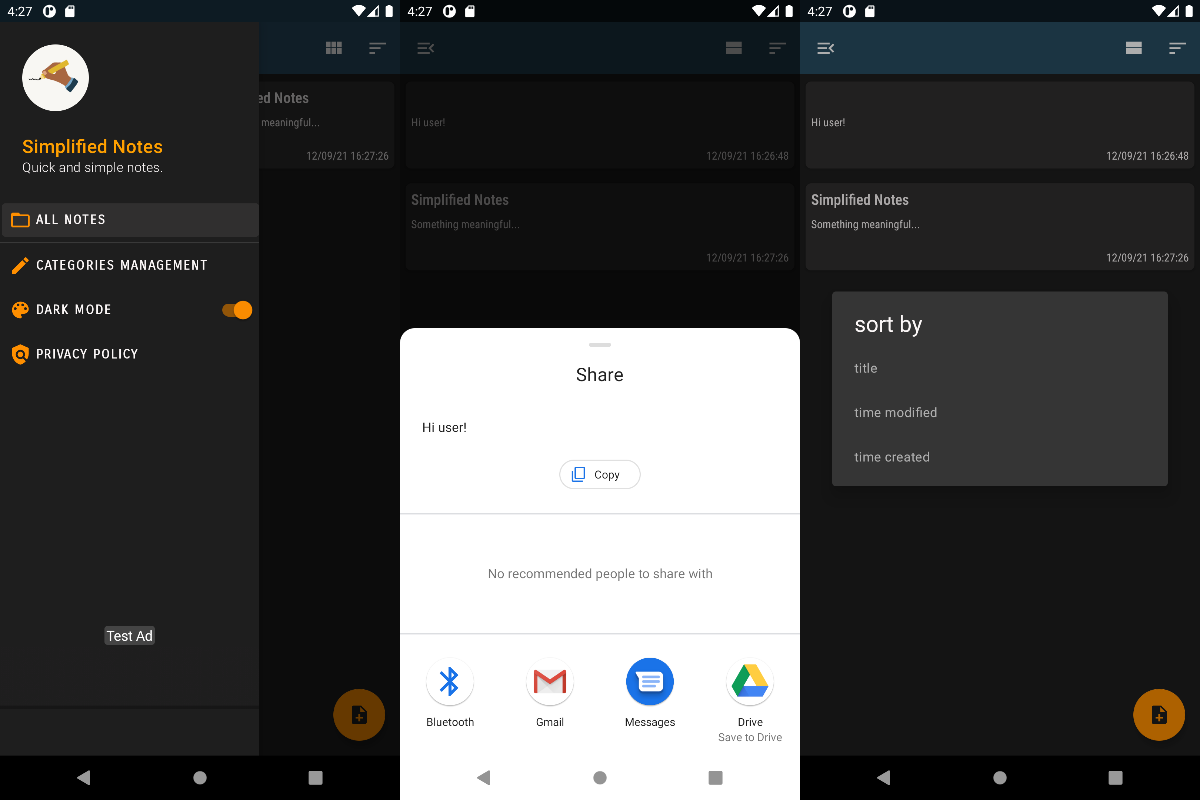 4:27
ed Notes
meaningful...
12/09/21 16:27:26
Simplified Notes
Quick and simple notes.
ALL NOTES
CATEGORIES MANAGEMENT
DARK MODE
PRIVACY POLICY
Test Ad
4:27
Hi user!
12/09/21 16:26:48
Simplified Notes
Something meaningful...
12/09/21 16:27:26
Share
Hi user!
Copy
No recommended people to share with
Bluetooth
Gmail
Messages
Drive
Save to Drive
4:27
Hi user!
12/09/21 16:26:48
Simplified Notes
Something meaningful...
12/09/21 16:27:26
sort by
title
time modified
time created